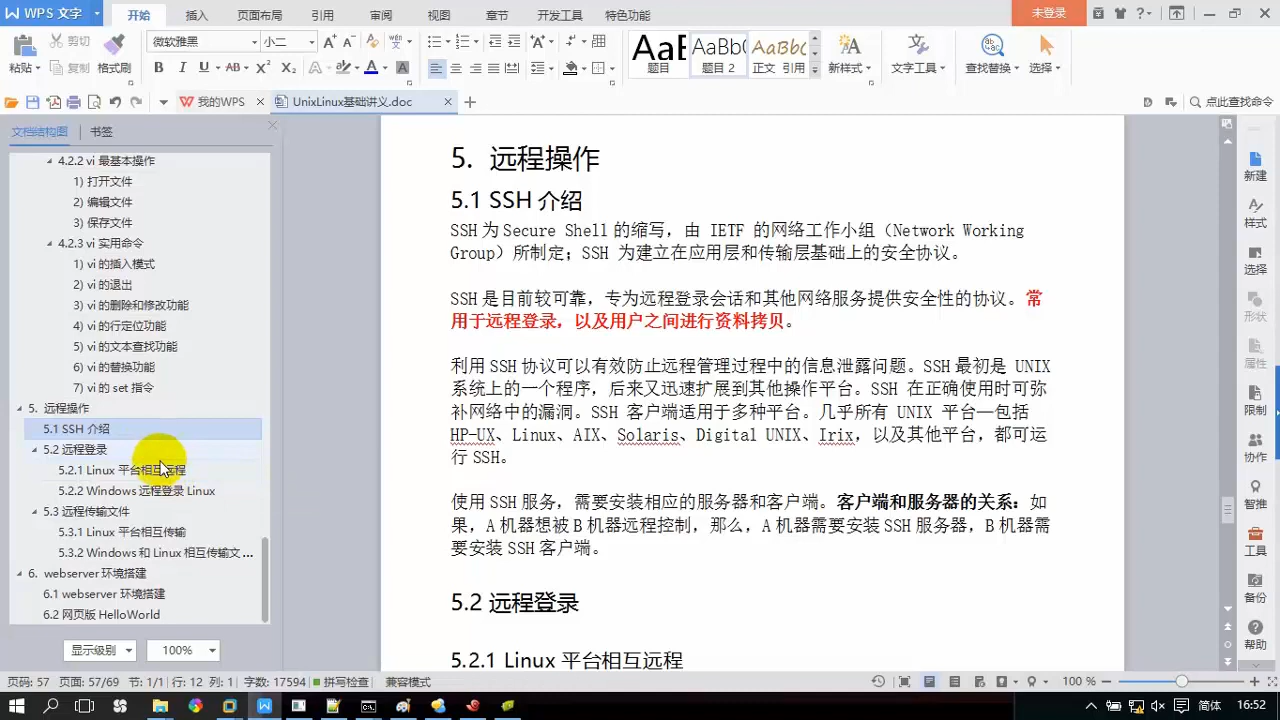 WPS 文字
开始 插入 页面布局 引用 审阅 视图 章节 开发工具 特色功能
未登录
粘贴 剪切 复制 格式刷
微软雅黑 小二
AaB 题目
AaBb( 题目 2
AaBbC 正文 引用
新样式 文字工具 查找替换 选择
我的WPS UnixLinux基础讲义.doc
点此查找命令
文档结构图 书签
4.2.2 vi 最基本操作
1) 打开文件
2) 编辑文件
3) 保存文件
4.2.3 vi 实用命令
1) vi 的插入模式
2) vi 的退出
3) vi 的删除和修改功能
4) vi 的行定位功能
5) vi 的文本查找功能
6) vi 的替换功能
7) vi 的 set 指令
5. 远程操作
5.1 SSH 介绍
5.2 远程登录
5.2.1 Linux 平台相互远程
5.2.2 Windows 远程登录 Linux
5.3 远程传输文件
5.3.1 Linux 平台相互传输
5.3.2 Windows 和 Linux 相互传输文...
6. webserver 环境搭建
6.1 webserver 环境搭建
6.2 网页版 HelloWorld
显示级别 100%
5. 远程操作
5.1 SSH 介绍
SSH 为 Secure Shell 的缩写，由 IETF 的网络工作小组（Network Working
Group）所制定；SSH 为建立在应用层和传输层基础上的安全协议。
SSH 是目前较可靠，专为远程登录会话和其他网络服务提供安全性的协议。常
用于远程登录，以及用户之间进行资料拷贝。
利用 SSH 协议可以有效防止远程管理过程中的信息泄露问题。SSH 最初是 UNIX
系统上的一个程序，后来又迅速扩展到其他操作平台。SSH 在正确使用时可弥
补网络中的漏洞。SSH 客户端适用于多种平台。几乎所有 UNIX 平台—包括
HP-UX、Linux、AIX、Solaris、Digital UNIX、Irix，以及其他平台，都可运
行 SSH。
使用 SSH 服务，需要安装相应的服务器和客户端。客户端和服务器的关系：如
果，A 机器想被 B 机器远程控制，那么，A 机器需要安装 SSH 服务器，B 机器需
要安装 SSH 客户端。
5.2 远程登录
5.2.1 Linux 平台相互远程
新建
样式
选择
形状
属性
限制
协作
智推
工具
备份
帮助
页码: 57 页面: 57/69 节: 1/1 行: 12 列: 1 字数: 17594 拼写检查 兼容模式
100 %
简体 16:52